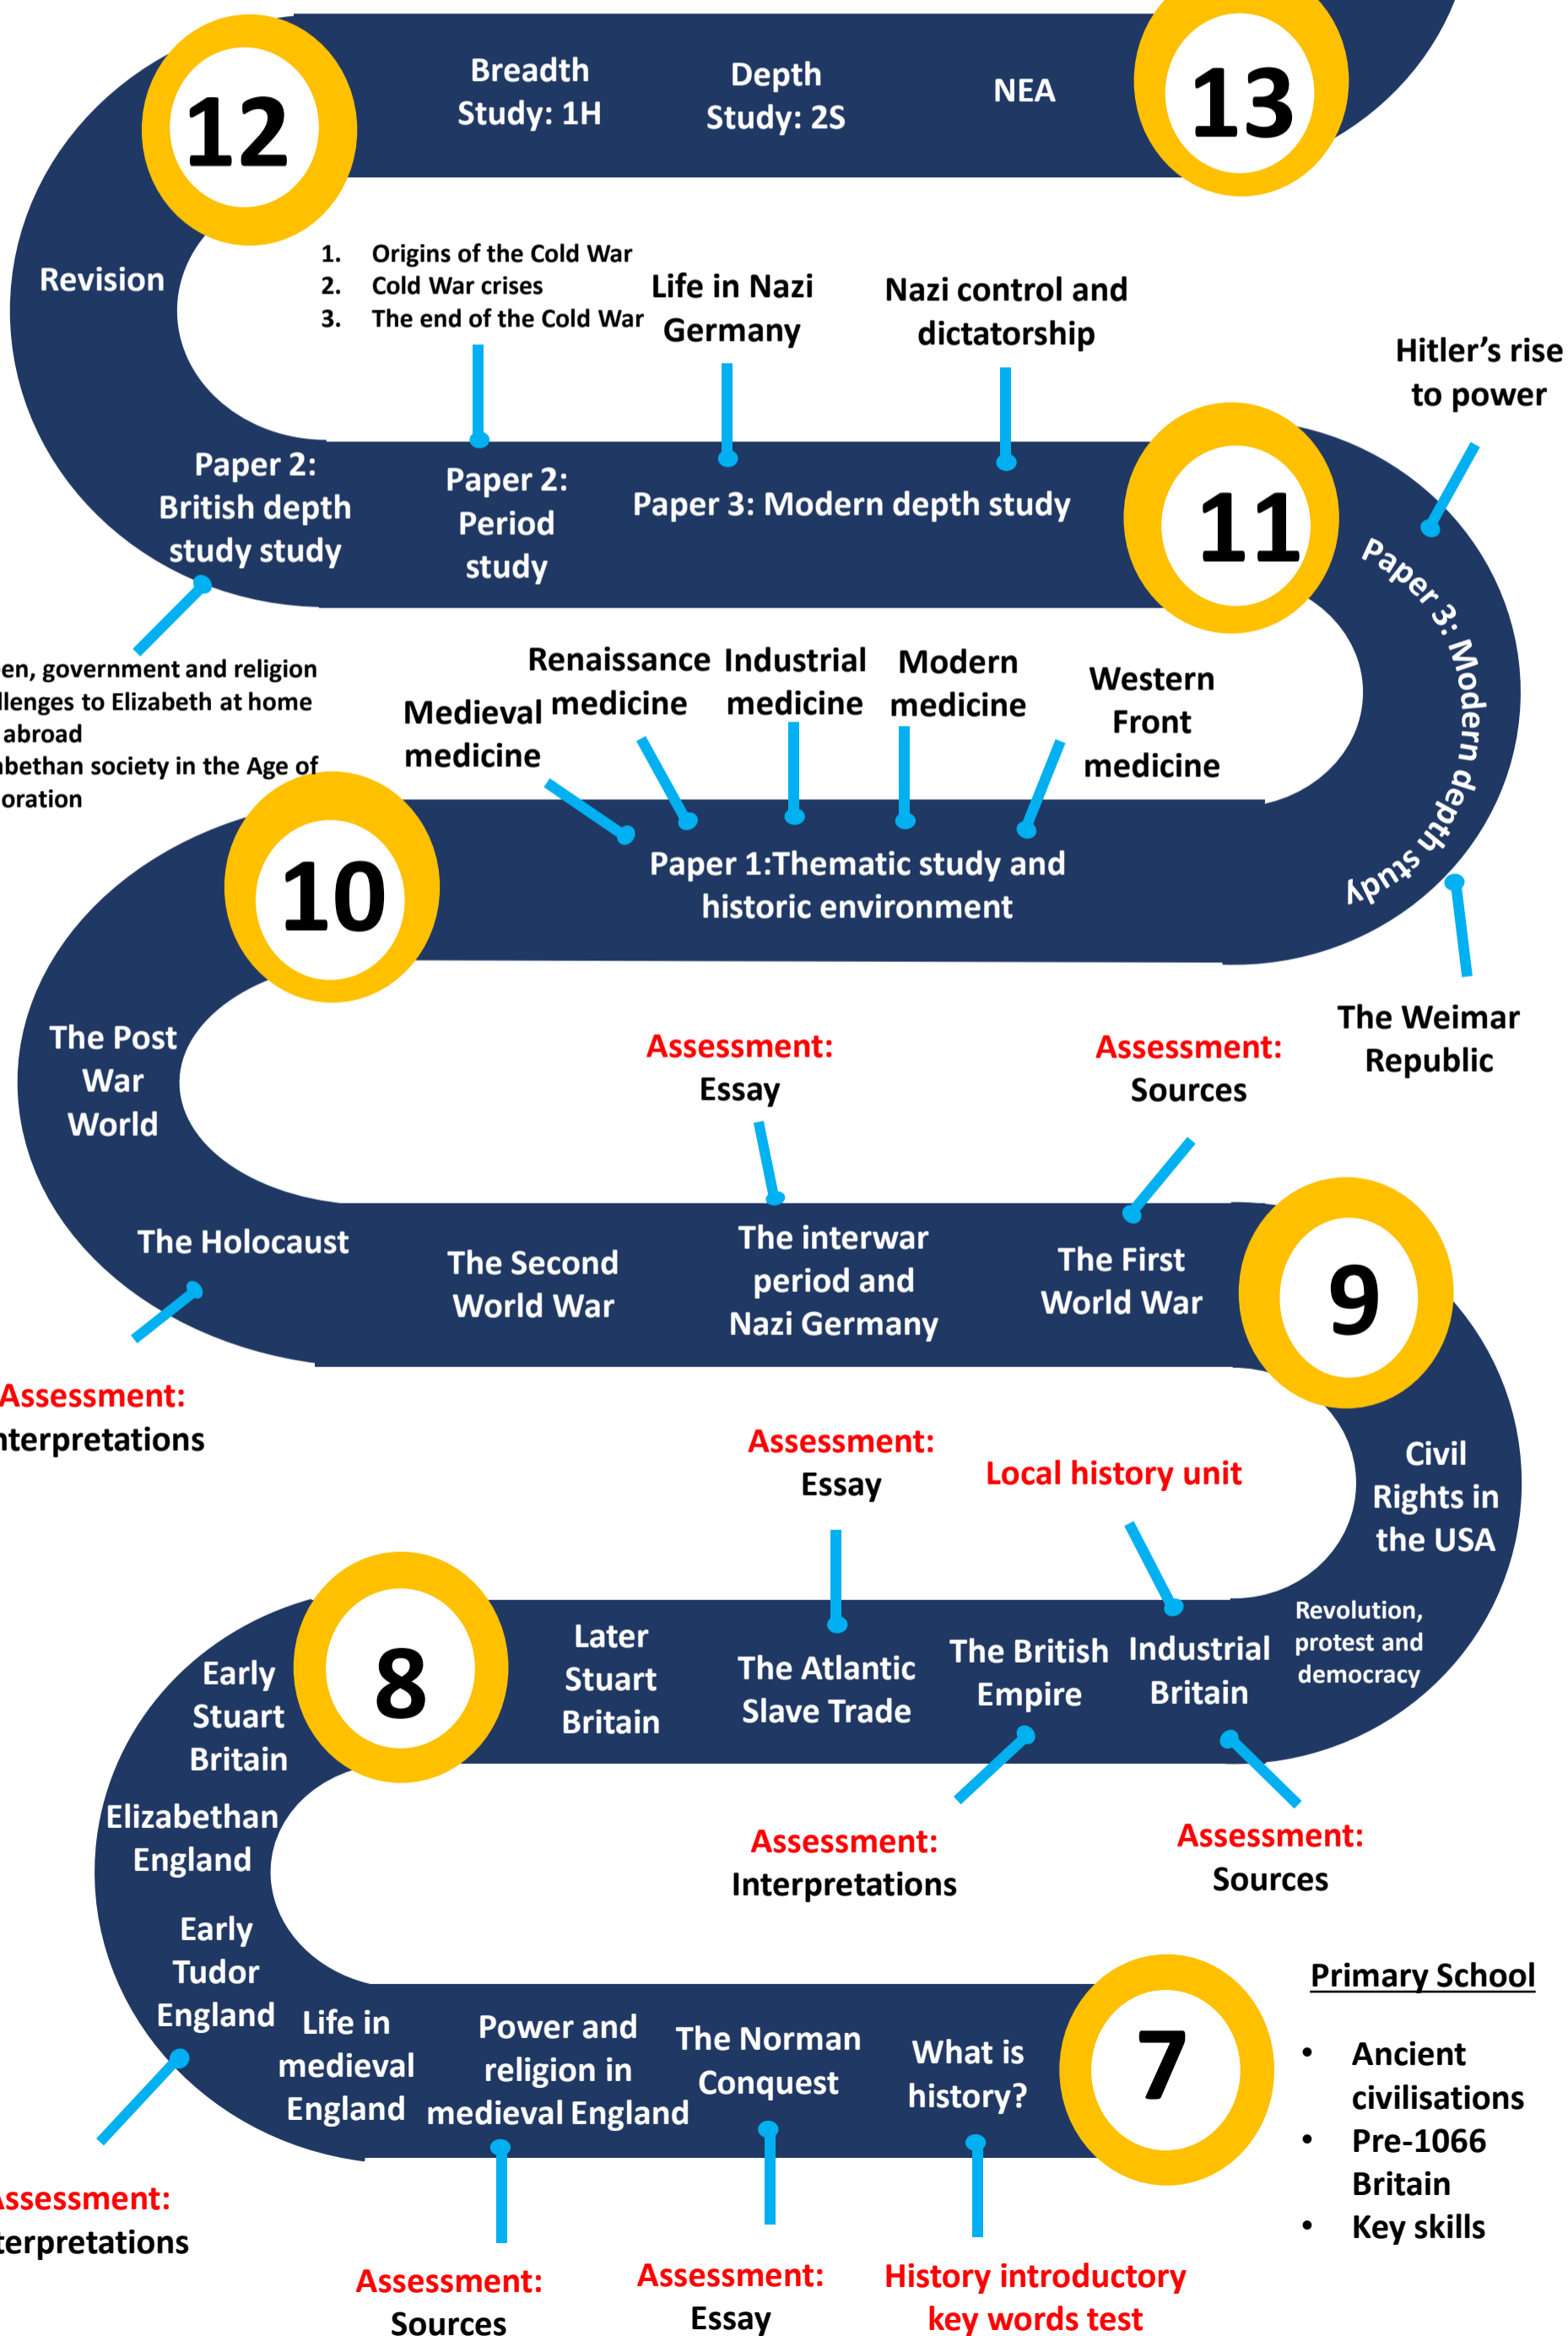 12
Breadth
Study: 1H
Depth
Study: 2S
NEA
13
Revision
1. Origins of the Cold War
2. Cold War crises
3. The end of the Cold War
Life in Nazi
Germany
Nazi control and
dictatorship
Hitler's rise
to power
Paper 2:
British depth
study study
Paper 2:
Period
study
Paper 3: Modern depth study
11
Paper 3: Modern depth study
en, government and religion
lenges to Elizabeth at home
abroad
bethan society in the Age of
oration
Medieval
medicine
Renaissance
medicine
Industrial
medicine
Modern
medicine
Western
Front
medicine
10
Paper 1:Thematic study and
historic environment
The Weimar
Republic
The Post
War
World
Assessment:
Essay
Assessment:
Sources
The Holocaust
The Second
World War
The interwar
period and
Nazi Germany
The First
World War
9
Assessment:
nterpretations
Assessment:
Essay
Local history unit
Civil
Rights in
the USA
Early
Stuart
Britain
8
Later
Stuart
Britain
The Atlantic
Slave Trade
The British
Empire
Industrial
Britain
Revolution,
protest and
democracy
Elizabethan
England
Assessment:
Interpretations
Assessment:
Sources
Early
Tudor
England
Life in
medieval
England
Power and
religion in
medieval England
The Norman
Conquest
What is
history?
7
Primary School
• Ancient
civilisations
• Pre-1066
Britain
• Key skills
Assessment:
terpretations
Assessment:
Sources
Assessment:
Essay
History introductory
key words test